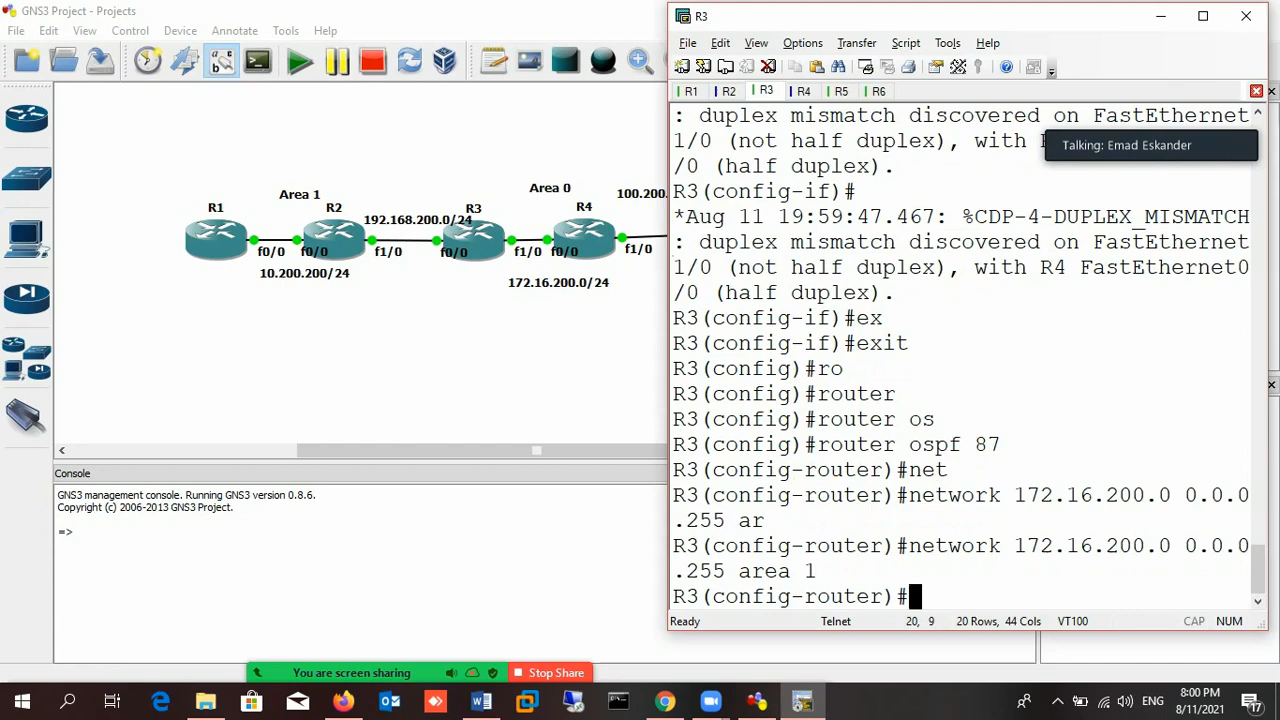 GNS3 Project - Projects
File Edit View Control Device Annotate Tools Help
Area 1
Area 0
100.200.
R1
R2
192.168.200.0/24
R3
R4
f0/0
f0/0
f1/0
f0/0
f1/0
f0/0
f1/0
10.200.200/24
172.16.200.0/24
Console
GNS3 management console. Running GNS3 version 0.8.6.
Copyright (c) 2006-2013 GNS3 Project.
=>
R3
File Edit View Options Transfer Script Tools Help
R1 R2 R3 R4 R5 R6
: duplex mismatch discovered on FastEthernet
1/0 (not half duplex), with
/0 (half duplex).
Talking: Emad Eskander
R3(config-if)#
*Aug 11 19:59:47.467: %CDP-4-DUPLEX_MISMATCH
: duplex mismatch discovered on FastEthernet
1/0 (not half duplex), with R4 FastEthernet0
/0 (half duplex).
R3(config-if)#ex
R3(config-if)#exit
R3(config)#ro
R3(config)#router
R3(config)#router os
R3(config)#router ospf 87
R3(config-router)#net
R3(config-router)#network 172.16.200.0 0.0.0
.255 ar
R3(config-router)#network 172.16.200.0 0.0.0
.255 area 1
R3(config-router)#
Ready Telnet 20, 9 20 Rows, 44 Cols VT100 CAP NUM
You are screen sharing Stop Share
ENG
8:00 PM
8/11/2021
17